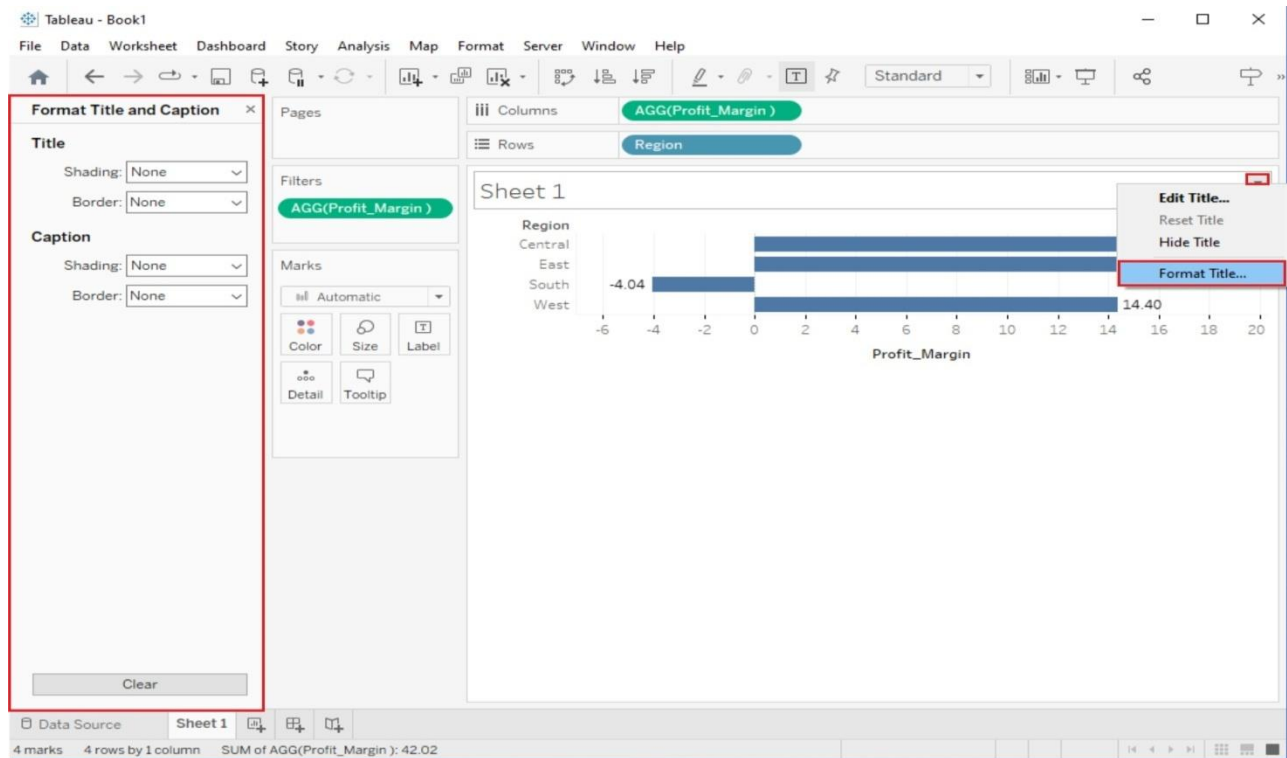 Tableau - Book1
File Data Worksheet Dashboard Story Analysis Map Format Server Window Help
Standard
Format Title and Caption
Title
Shading: None
Border: None
Caption
Shading: None
Border: None
Clear
Pages
Filters
AGG(Profit_Margin )
Marks
Automatic
Color Size Label
Detail Tooltip
iii Columns AGG(Profit_Margin )
Rows Region
Sheet 1
Edit Title...
Reset Title
Hide Title
Format Title...
Region
Central
East
South -4.04
West 14.40
-6 -4 -2 0 2 4 6 8 10 12 14 16 18 20
Profit_Margin
Data Source Sheet 1
4 marks 4 rows by 1 column SUM of AGG(Profit_Margin ): 42.02